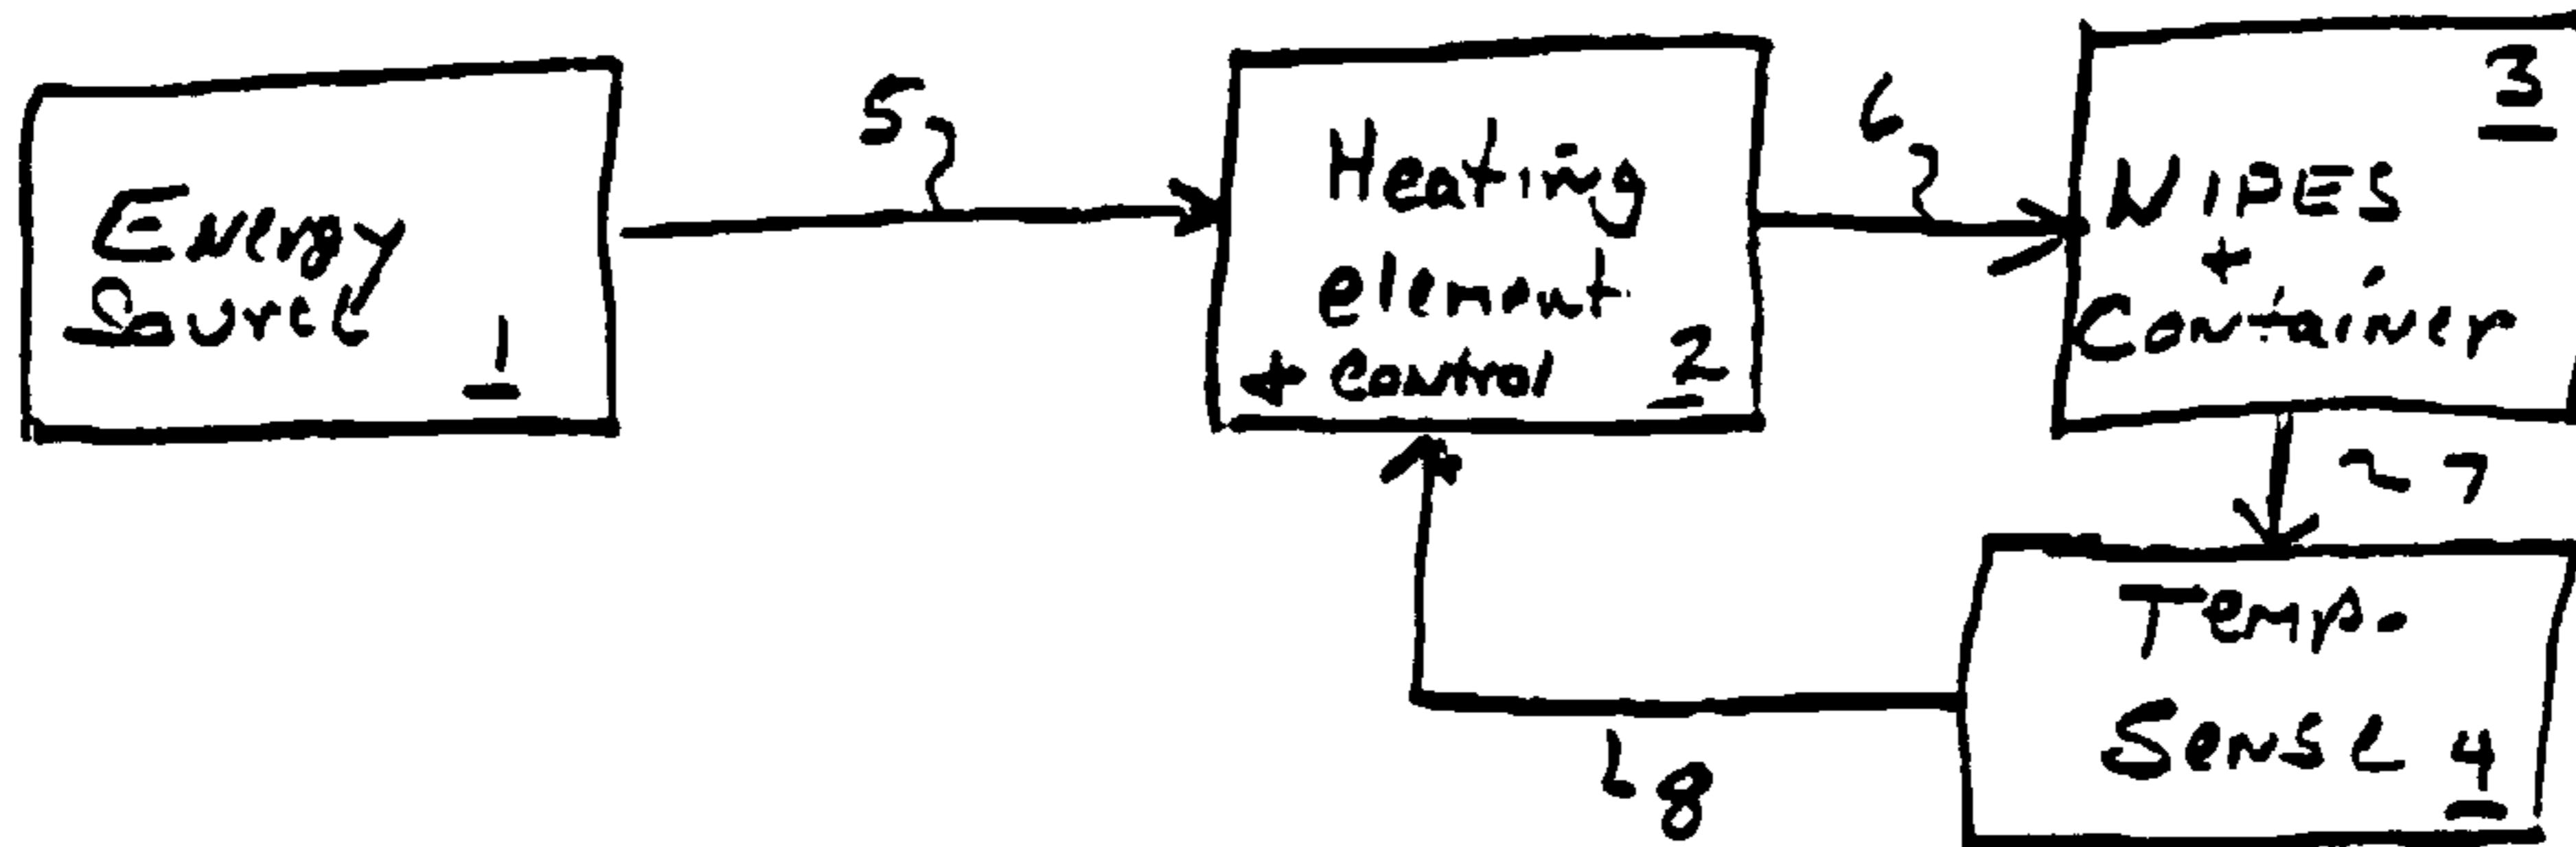 Energy
Source
1
5
Heating
element
+ control 2
6
3
WIPES
+
Container
7
Temp.
Sense 4
8